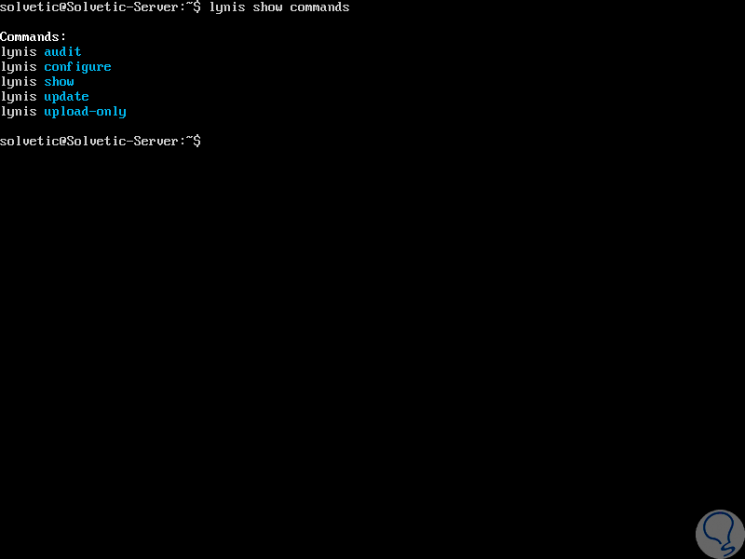 solvetic@Solvetic-Server:~$ lynis show commands
Commands:
lynis audit
lynis configure
lynis show
lynis update
lynis upload-only
solvetic@Solvetic-Server:~$